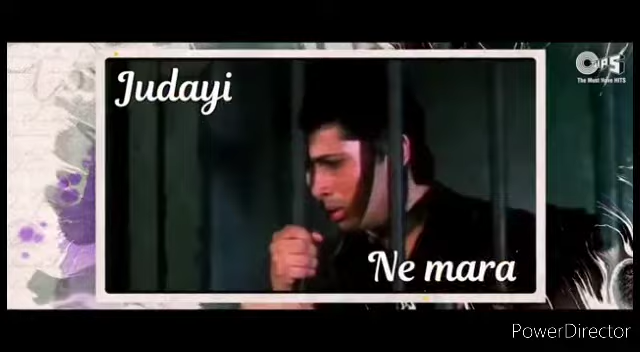 Judayi
TIPS
The Must Have HITS
Ne mara
PowerDirector